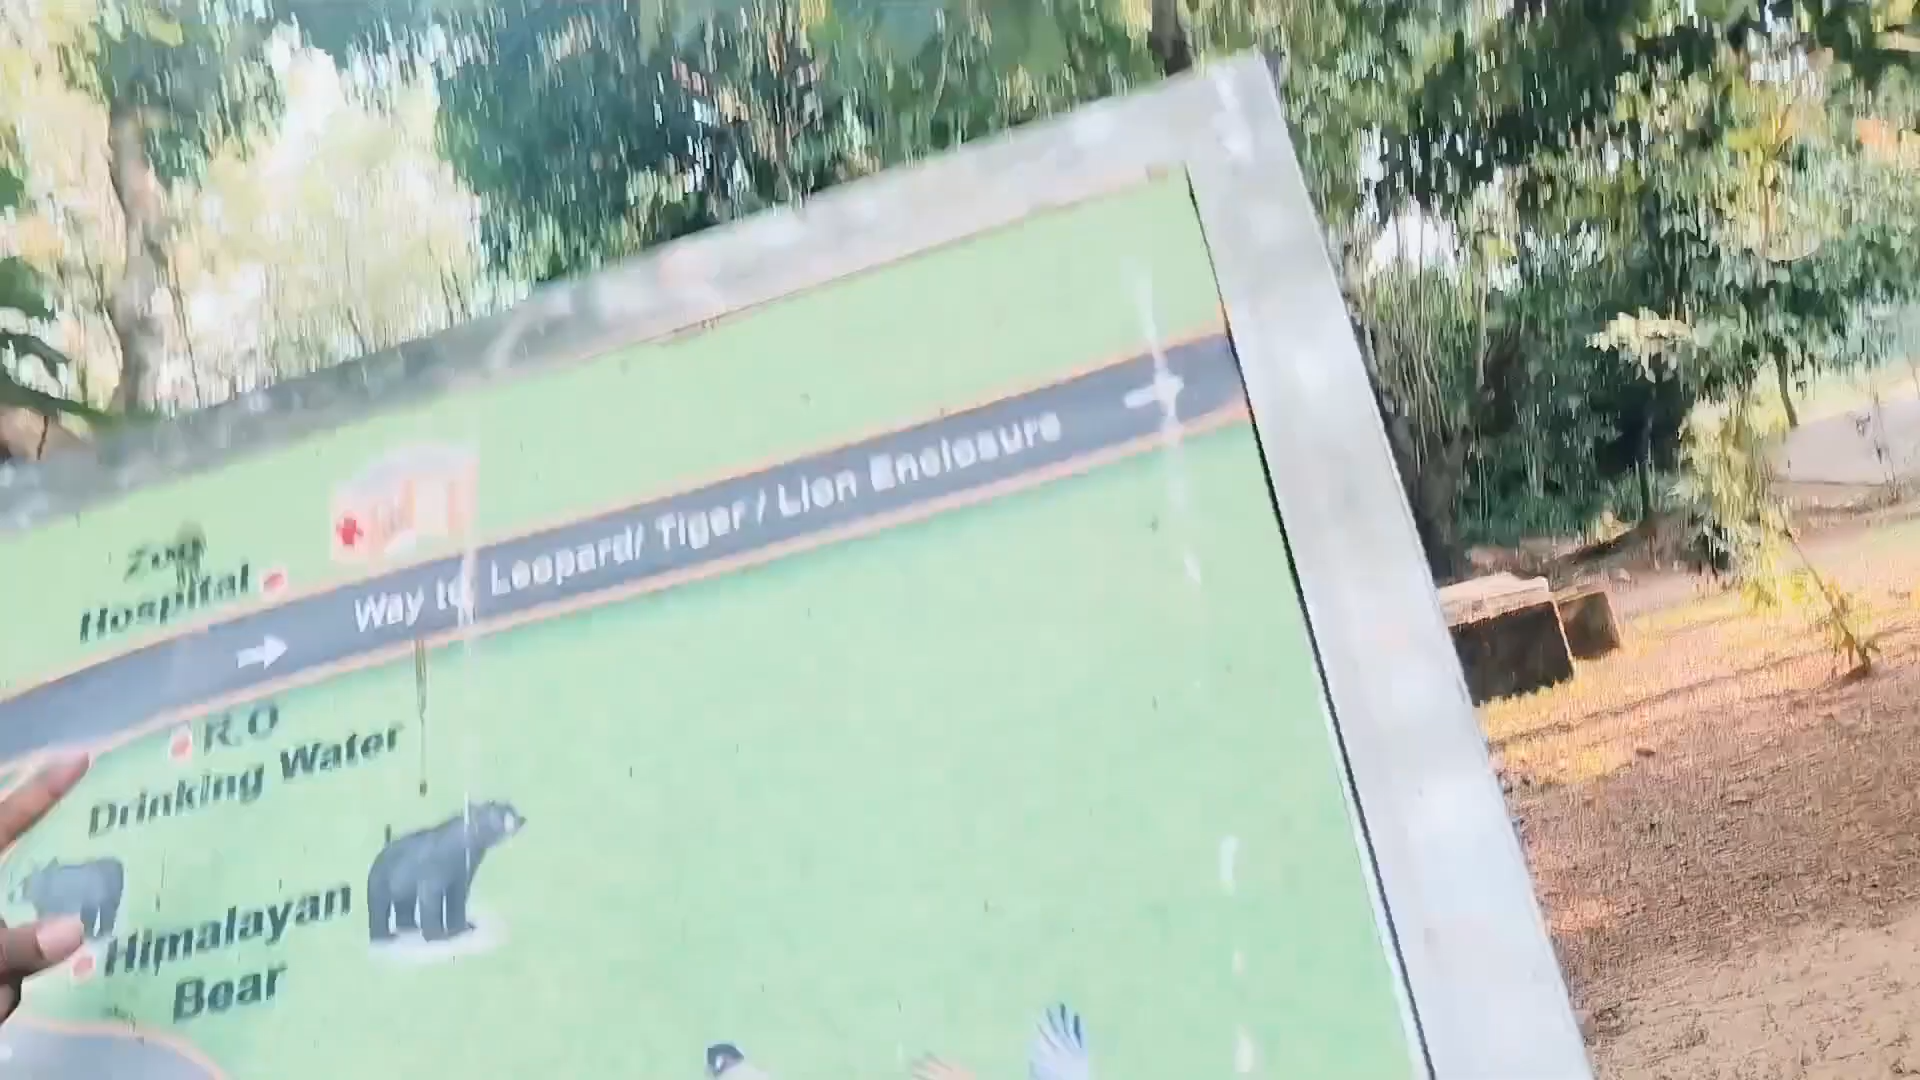 Zoo
Hospital
Way to Leopard/ Tiger / Lion Enclosure
R.O
Drinking Water
Himalayan
Bear